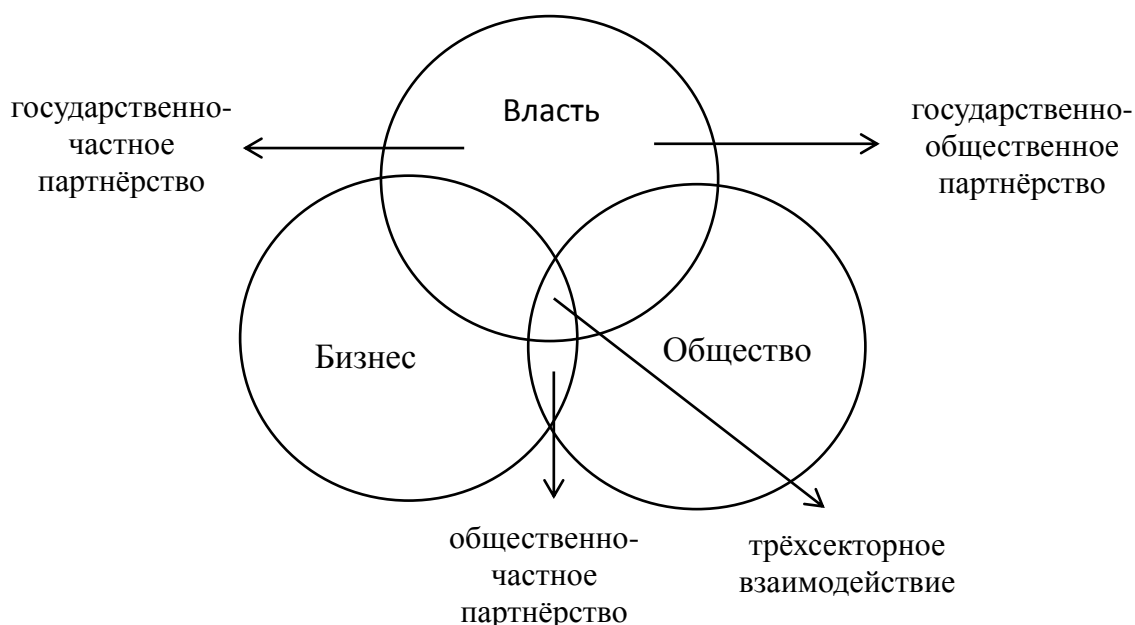 Власть
государственно-
частное
партнёрство
государственно-
общественное
партнёрство
Бизнес
Общество
общественно-
частное
партнёрство
трёхсекторное
взаимодействие